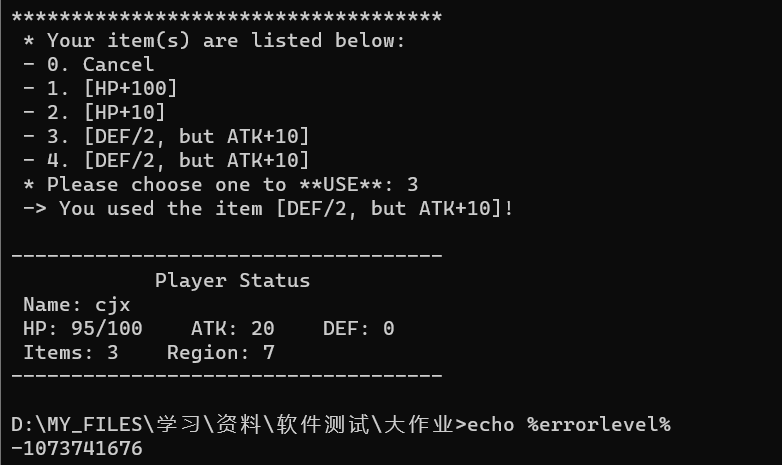 ************************************
* Your item(s) are listed below:
- 0. Cancel
- 1. [HP+100]
- 2. [HP+10]
- 3. [DEF/2, but ATK+10]
- 4. [DEF/2, but ATK+10]
* Please choose one to **USE**: 3
-> You used the item [DEF/2, but ATK+10]!
------------------------------------
Player Status
Name: cjx
HP: 95/100    ATK: 20    DEF: 0
Items: 3    Region: 7
------------------------------------
D:\MY_FILES\学习\资料\软件测试\大作业>echo %errorlevel%
-1073741676